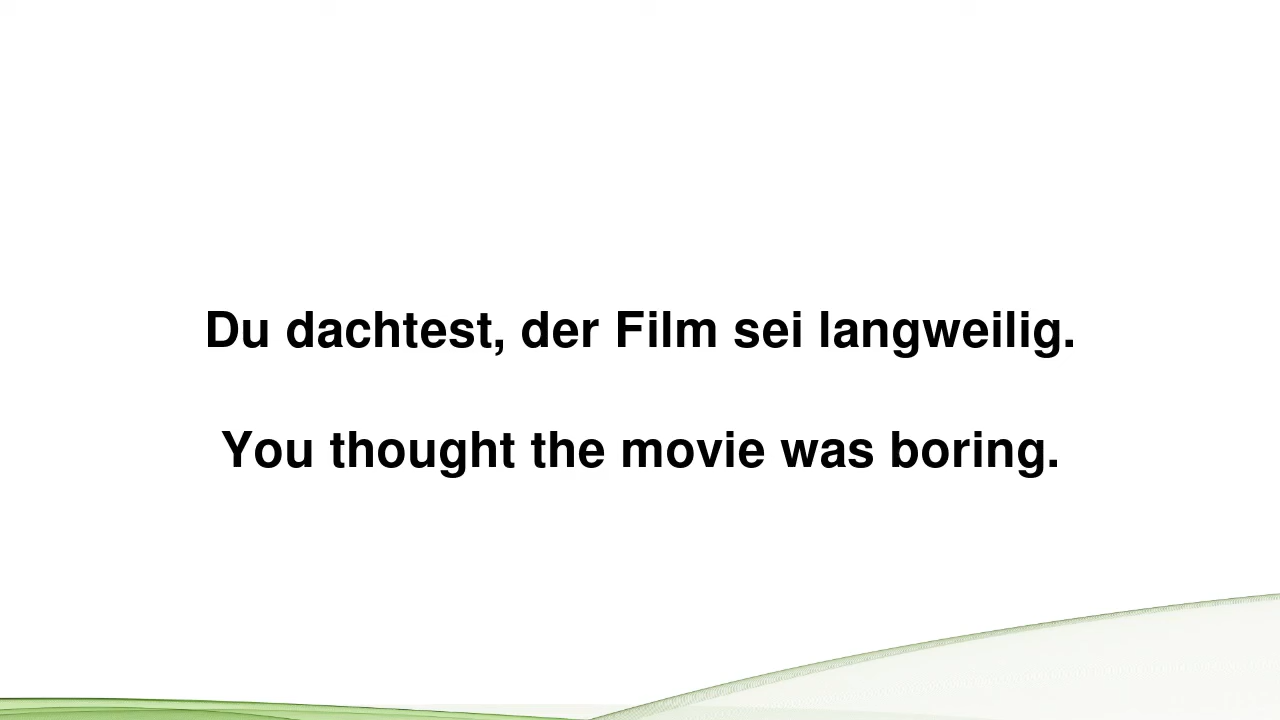 Du dachtest, der Film sei langweilig.
You thought the movie was boring.